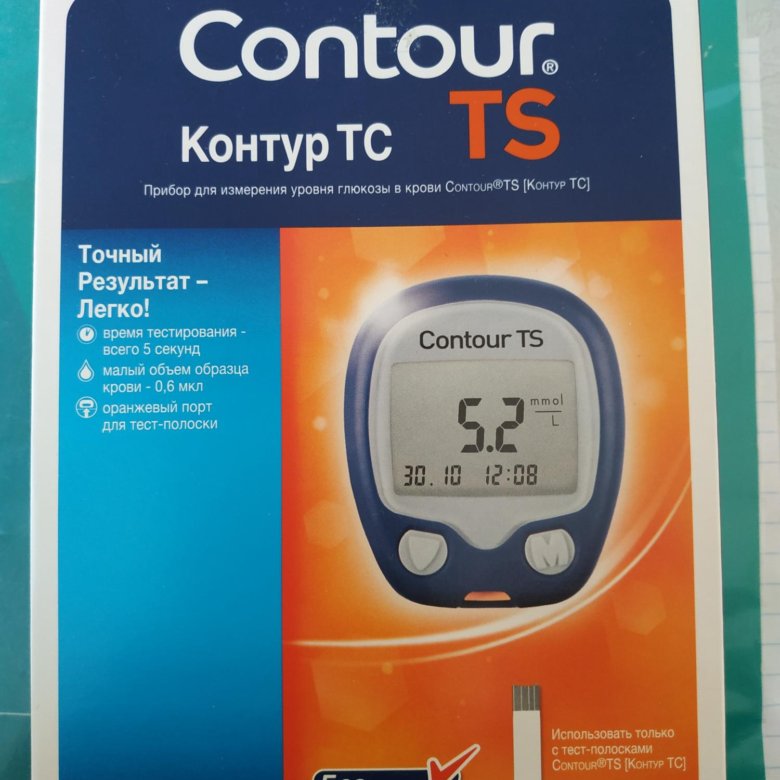 Contour®
TS
Контур ТС
Прибор для измерения уровня глюкозы в крови Contour®TS [Контур ТС]
Точный
Результат –
Легко!
время тестирования -
всего 5 секунд
малый объем образца
крови - 0,6 мкл
оранжевый порт
для тест-полоски
Contour TS
5.2 mmol
L
30.10 12:08
M
Использовать только
с тест-полосками
Contour®TS [Контур ТС]